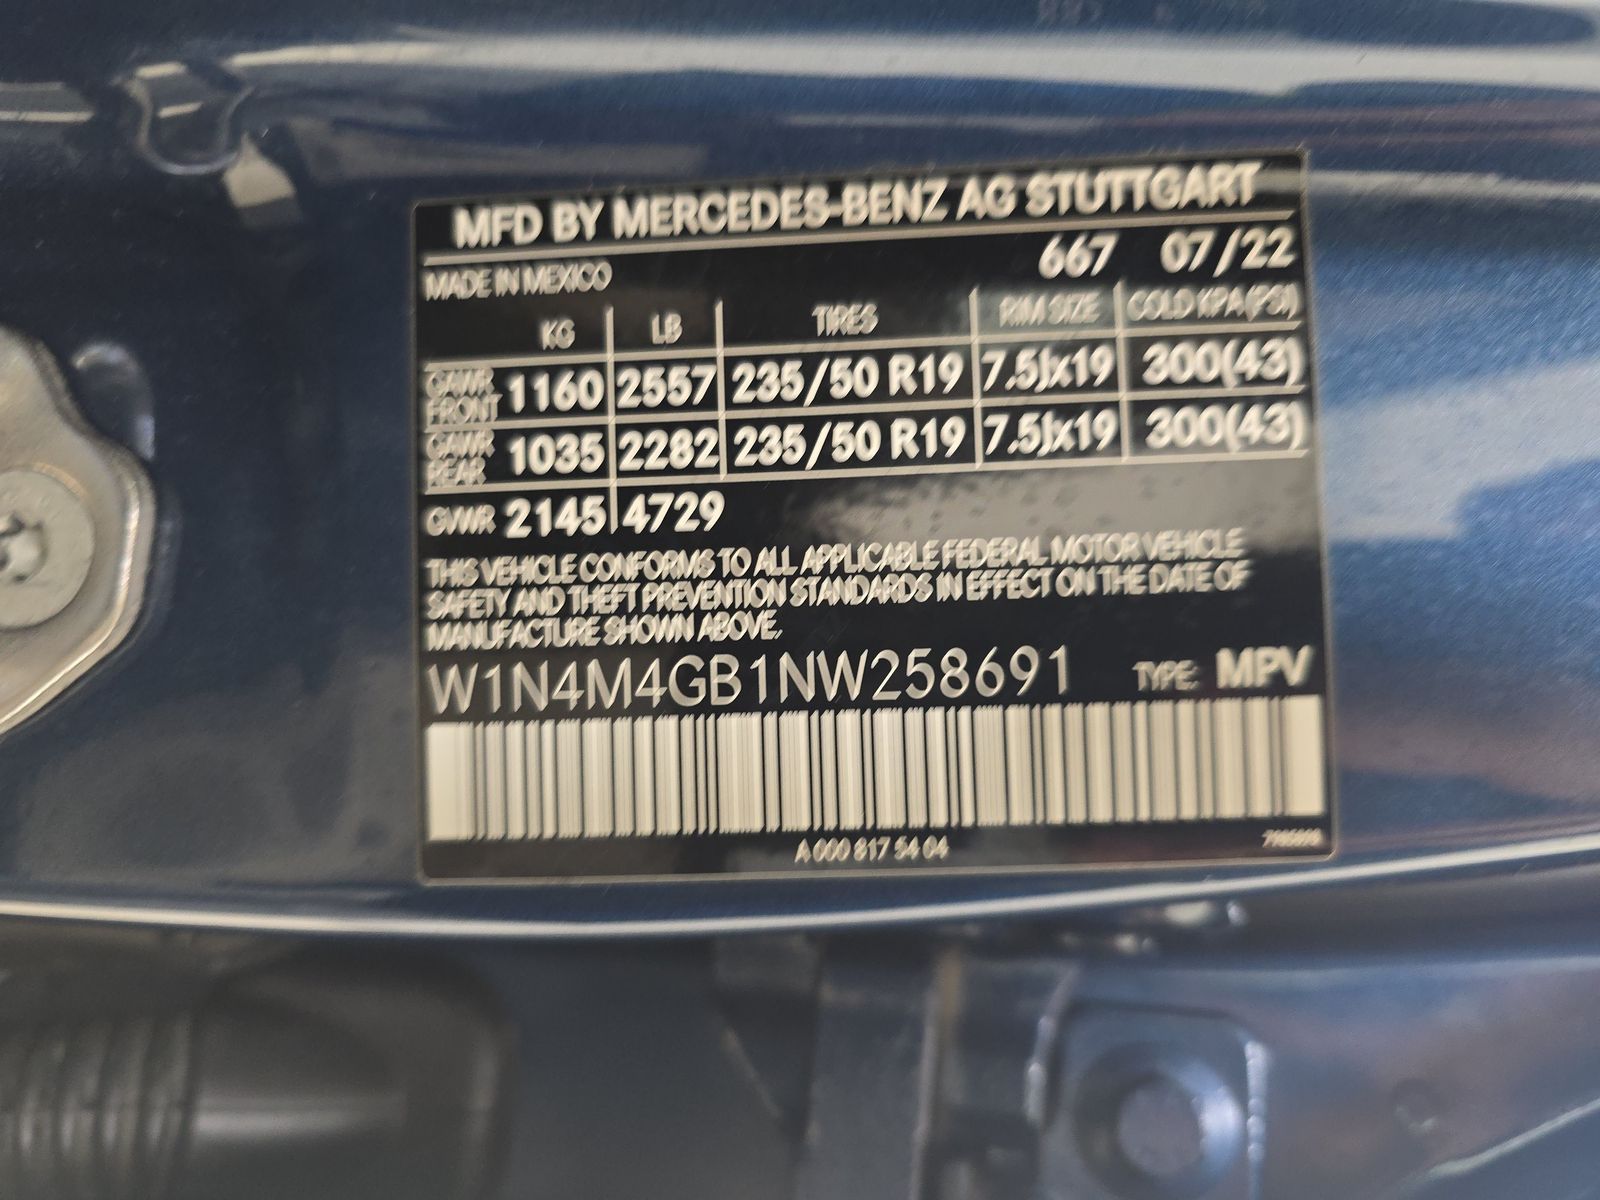 MFD BY MERCEDES-BENZ AG STUTTGART
MADE IN MEXICO 667 07/22
KG LB TIRES RIM SIZE COLD KPA(PSI)
GAWR FRONT 1160 2557 235/50 R19 7.5Jx19 300(43)
GAWR REAR 1035 2282 235/50 R19 7.5Jx19 300(43)
GVWR 2145 4729
THIS VEHICLE CONFORMS TO ALL APPLICABLE FEDERAL MOTOR VEHICLE
SAFETY AND THEFT PREVENTION STANDARDS IN EFFECT ON THE DATE OF
MANUFACTURE SHOWN ABOVE.
W1N4M4GB1NW258691 TYPE: MPV
A 000 817 54 04